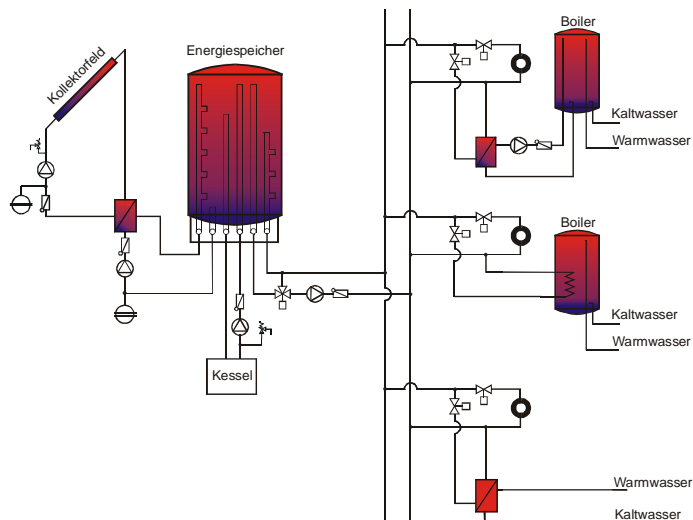 Boiler
Energiespeicher
Kollektorfeld
Kaltwasser
Warmwasser
Boiler
Kaltwasser
Warmwasser
Kessel
Warmwasser
Kaltwasser